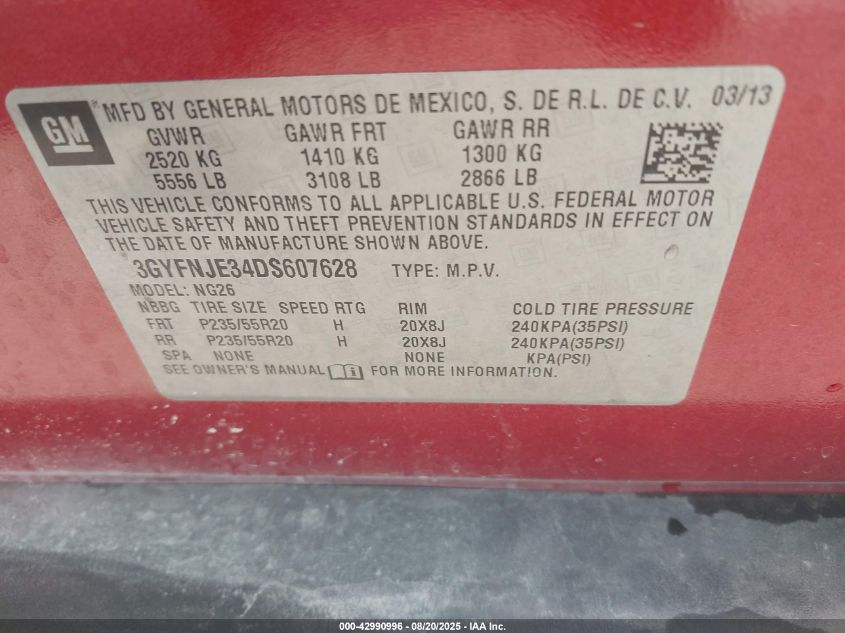 GM ® MFD BY GENERAL MOTORS DE MEXICO, S. DE R.L. DE C.V. 03/13
GVWR GAWR FRT GAWR RR
2520 KG 1410 KG 1300 KG
5556 LB 3108 LB 2866 LB
THIS VEHICLE CONFORMS TO ALL APPLICABLE U.S. FEDERAL MOTOR
VEHICLE SAFETY AND THEFT PREVENTION STANDARDS IN EFFECT ON
THE DATE OF MANUFACTURE SHOWN ABOVE.
3GYFNJE34DS607628 TYPE: M.P.V.
MODEL: NG26
NBBG TIRE SIZE SPEED RTG RIM COLD TIRE PRESSURE
FRT P235/55R20 H 20X8J 240KPA(35PSI)
RR P235/55R20 H 20X8J 240KPA(35PSI)
SPA NONE NONE KPA(PSI)
SEE OWNER'S MANUAL FOR MORE INFORMATION.
000-42990996 | 08/20/2025 - IAA Inc.